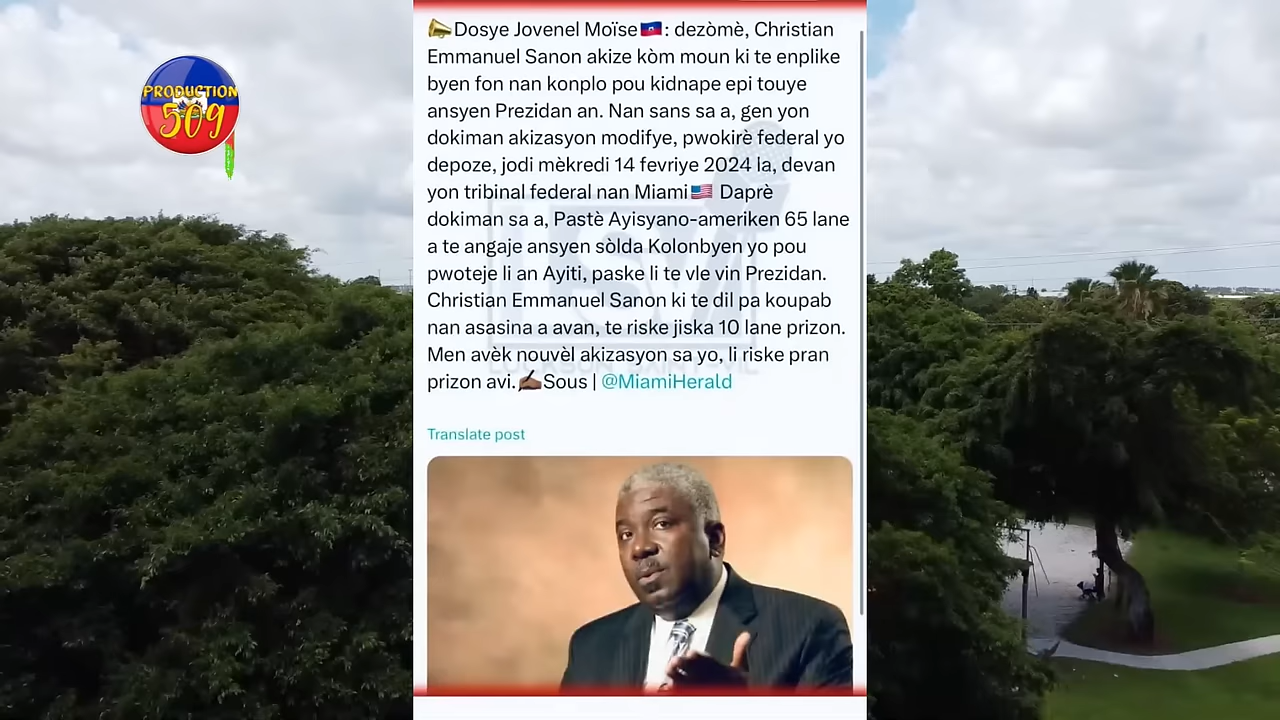 PRODUCTION
509
📣Dosye Jovenel Moïse🇭🇹: dezòmè, Christian
Emmanuel Sanon akize kòm moun ki te enplike
byen fon nan konplo pou kidnape epi touye
ansyen Prezidan an. Nan sans sa a, gen yon
dokiman akizasyon modifye, pwokirè federal yo
depoze, jodi mèkredi 14 fevriye 2024 la, devan
yon tribinal federal nan Miami🇺🇸 Daprè
dokiman sa a, Pastè Ayisyano-ameriken 65 lane
a te angaje ansyen sòlda Kolonbyen yo pou
pwoteje li an Ayiti, paske li te vle vin Prezidan.
Christian Emmanuel Sanon ki te dil pa koupab
nan asasina a avan, te riske jiska 10 lane prizon.
Men avèk nouvèl akizasyon sa yo, li riske pran
prizon avi.✍🏾Sous | @MiamiHerald
Translate post